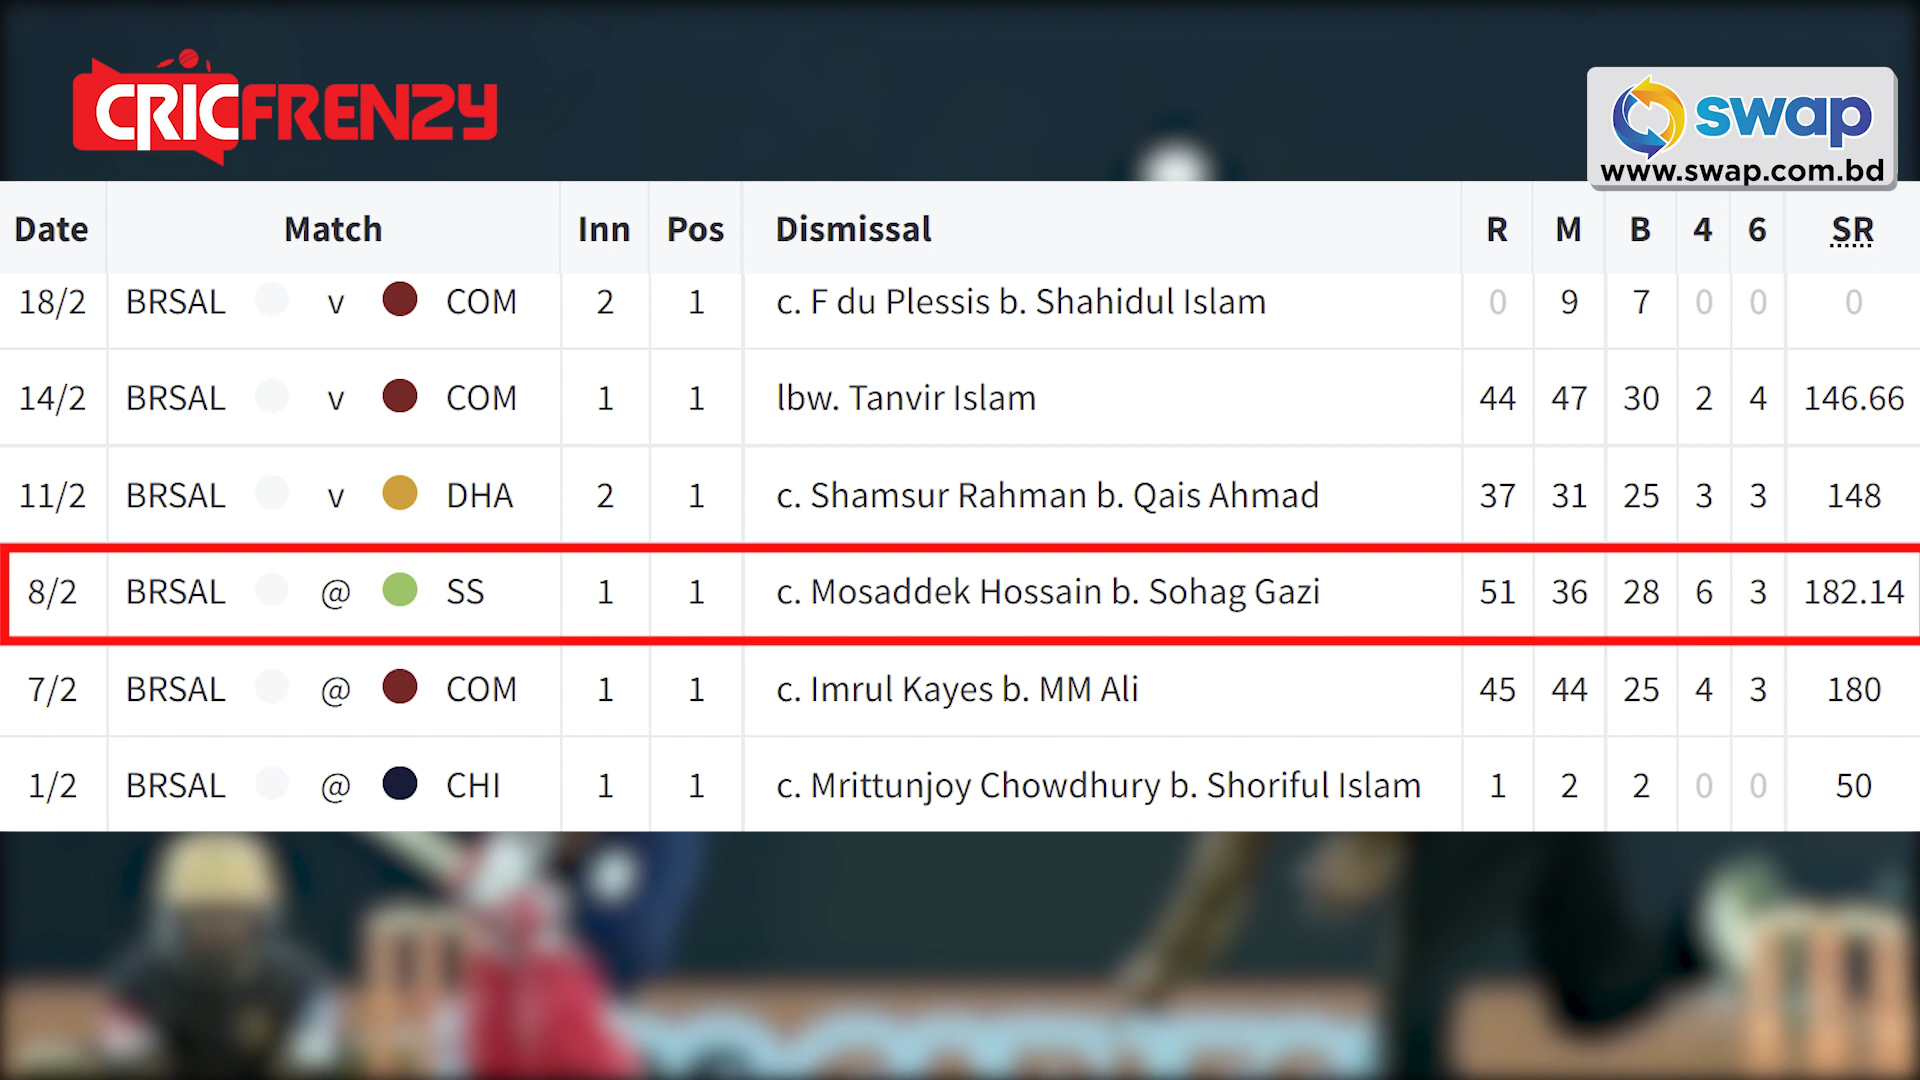 CRICFRENZY
swap
www.swap.com.bd
Date Match Inn Pos Dismissal R M B 4 6 SR
18/2 BRSAL v COM 2 1 c. F du Plessis b. Shahidul Islam 0 9 7 0 0 0
14/2 BRSAL v COM 1 1 lbw. Tanvir Islam 44 47 30 2 4 146.66
11/2 BRSAL v DHA 2 1 c. Shamsur Rahman b. Qais Ahmad 37 31 25 3 3 148
8/2 BRSAL @ SS 1 1 c. Mosaddek Hossain b. Sohag Gazi 51 36 28 6 3 182.14
7/2 BRSAL @ COM 1 1 c. Imrul Kayes b. MM Ali 45 44 25 4 3 180
1/2 BRSAL @ CHI 1 1 c. Mrittunjoy Chowdhury b. Shoriful Islam 1 2 2 0 0 50